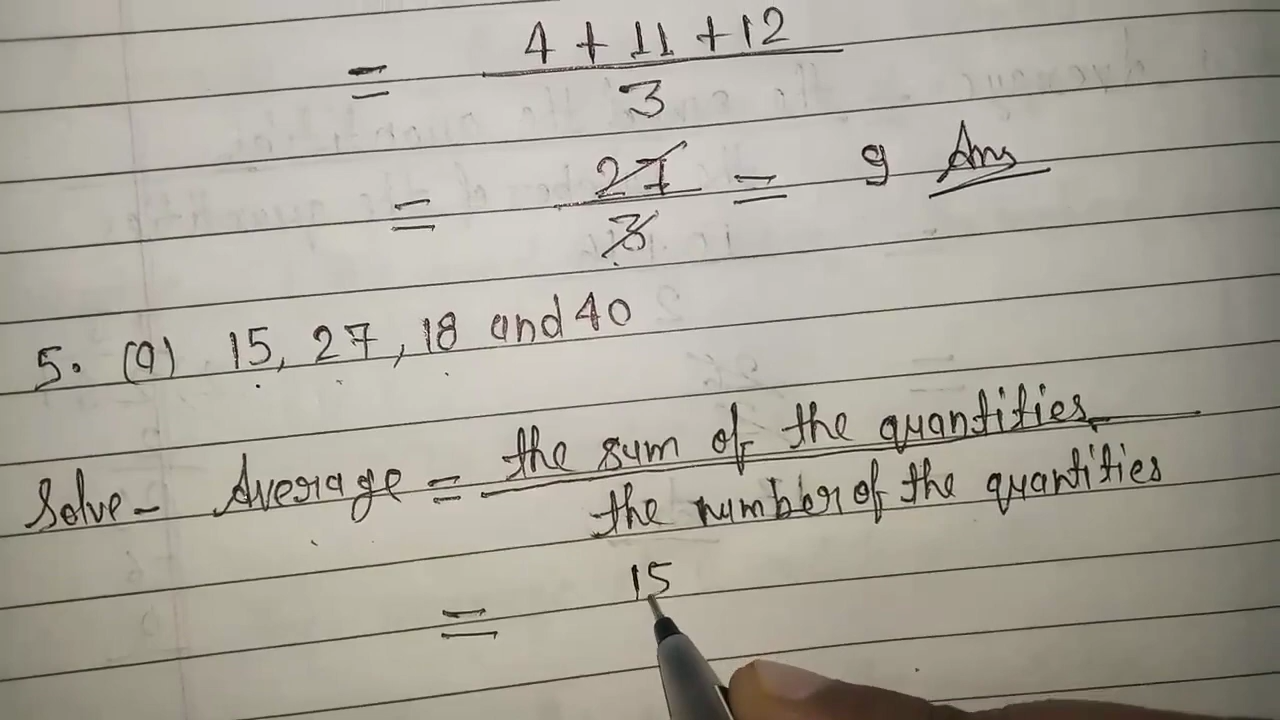 4 + 11 + 12
=
3
= 27 = 9 Ans
3
5. (a) 15, 27, 18 and 40
Solve - Average = the sum of the quantities
the number of the quantities
= 15